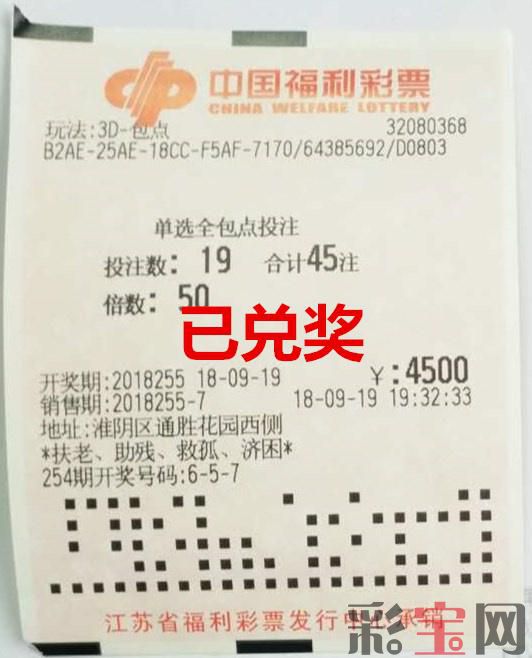 中国福利彩票
CHINA WELFARE LOTTERY
玩法:3D-包点 32080368
B2AE-25AE-18CC-F5AF-7170/64385692/D0803
单选全包点投注
投注数: 19 合计45注
倍数: 50
已兑奖
开奖期:2018255 18-09-19 ¥:4500
销售期:2018255-7 18-09-19 19:32:33
地址:淮阴区通胜花园西侧
*扶老、助残、救孤、济困*
254期开奖号码:6-5-7
江苏省福利彩票发行中心承销
彩宝网